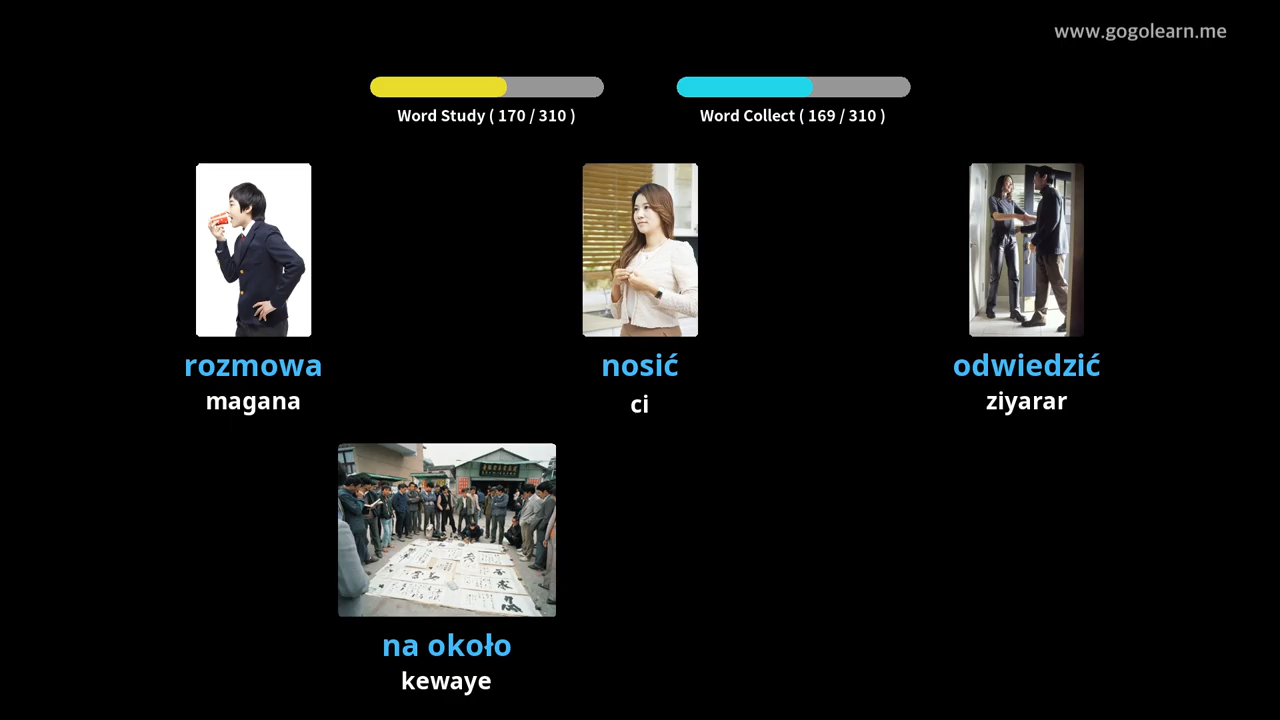 www.gogolearn.me
Word Study ( 170 / 310 )
Word Collect ( 169 / 310 )
rozmowa
magana
nosić
ci
odwiedzić
ziyarar
na około
kewaye